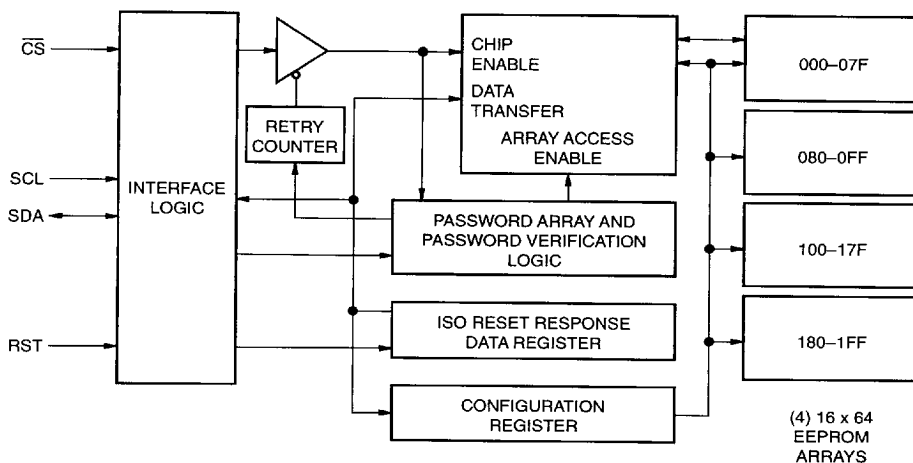 CS
SCL
SDA
RST
INTERFACE
LOGIC
RETRY
COUNTER
CHIP
ENABLE
DATA
TRANSFER
ARRAY ACCESS
ENABLE
PASSWORD ARRAY AND
PASSWORD VERIFICATION
LOGIC
ISO RESET RESPONSE
DATA REGISTER
CONFIGURATION
REGISTER
000–07F
080–0FF
100–17F
180–1FF
(4) 16 x 64
EEPROM
ARRAYS